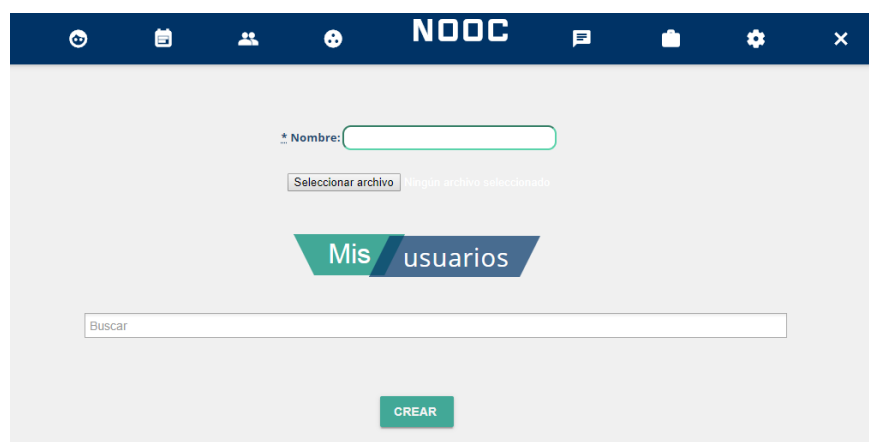 NOOC
* Nombre:
Seleccionar archivo Ningún archivo seleccionado
Mis usuarios
Buscar
CREAR